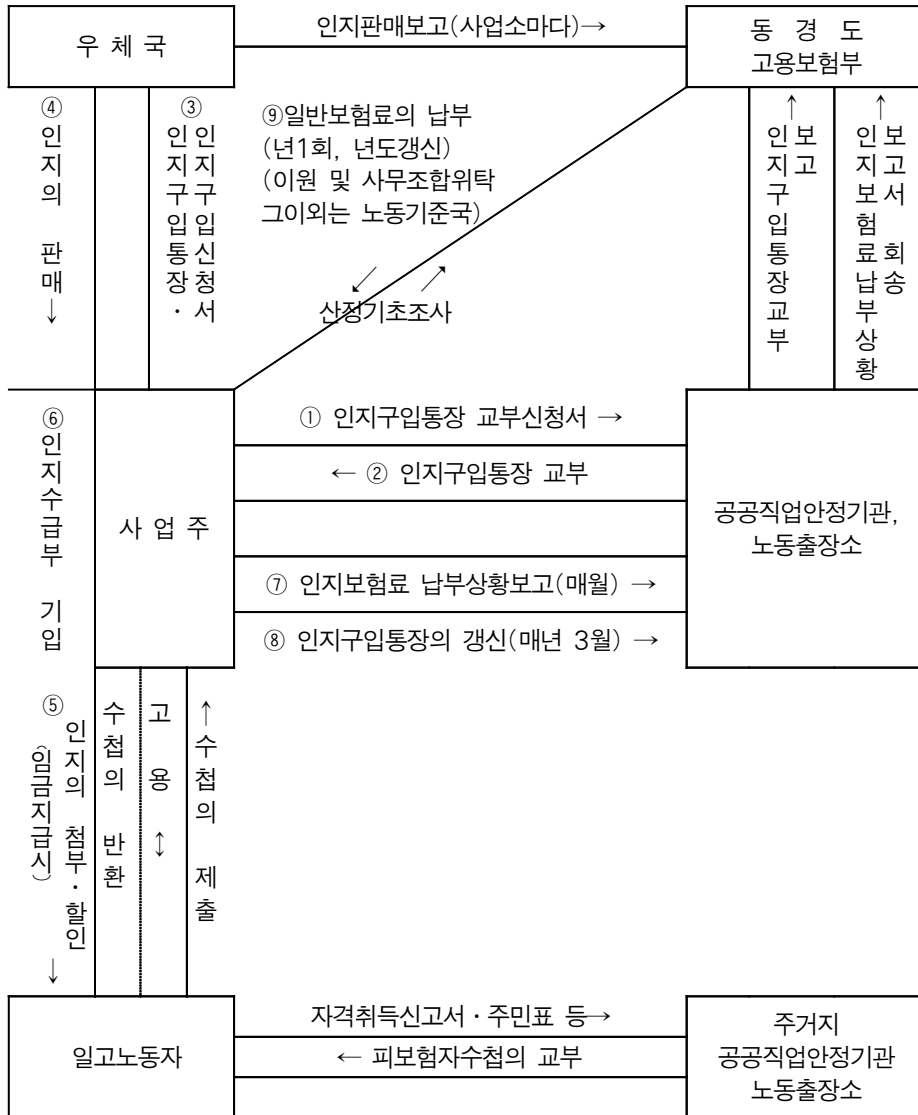 인지판매보고(사업소마다)→
우 체 국
동 경 도
고용보험부
④
인지의 판매↓
③
인지구입신청서
인지구입통장·
⑨일반보험료의 납부
(년1회, 년도갱신)
(이원 및 사무조합위탁
그이외는 노동기준국)
↙ ↗
산정기초조사
↑
보고
인지구입통장교부
↑
보고서 회송
인지보험료납부상황
⑥
인지수급부 기입
사 업 주
① 인지구입통장 교부신청서 →
← ② 인지구입통장 교부
⑦ 인지보험료 납부상황보고(매월) →
⑧ 인지구입통장의 갱신(매년 3월) →
공공직업안정기관,
노동출장소
⑤
인지의 첨부·할인
(임금지급시)
↓
수첩의 반환
고 용 ↕
↑수첩의 제출
일고노동자
자격취득신고서·주민표 등→
← 피보험자수첩의 교부
주거지
공공직업안정기관
노동출장소